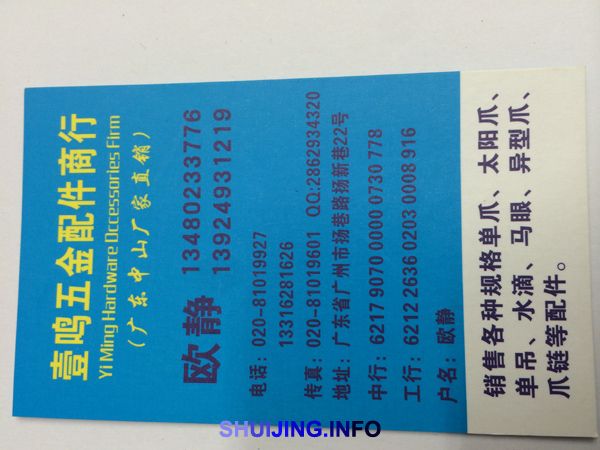 壹鸣五金配件商行
Yi Ming Hardware Dccessories Firm
（广东中山厂家直销）
欧静 13480233776
13924931219
电话：020-81019927
13316281626
传真：020-81019601 QQ:2862934320
地址：广东省广州市扬巷路扬新巷22号
中行：6217 9070 0000 0730 778
工行：6212 2636 0203 0008 916
户名：欧静
销售各种规格单爪、太阳爪、
单吊、水滴、马眼、异型爪、
爪链等配件。
SHUIJING.INFO